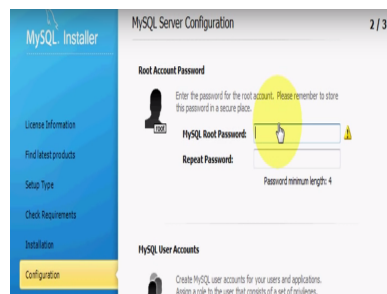 MySQL Server Configuration
2 / 3
MySQL. Installer
License Information
Find latest products
Setup Type
Check Requirements
Installation
Configuration
Root Account Password
Enter the password for the root account. Please remember to store
this password in a secure place.
root
MySQL Root Password:
Repeat Password:
Password minimum length: 4
MySQL User Accounts
Create MySQL user accounts for your users and applications.
Assign a role to the user that consists of a set of privileges.